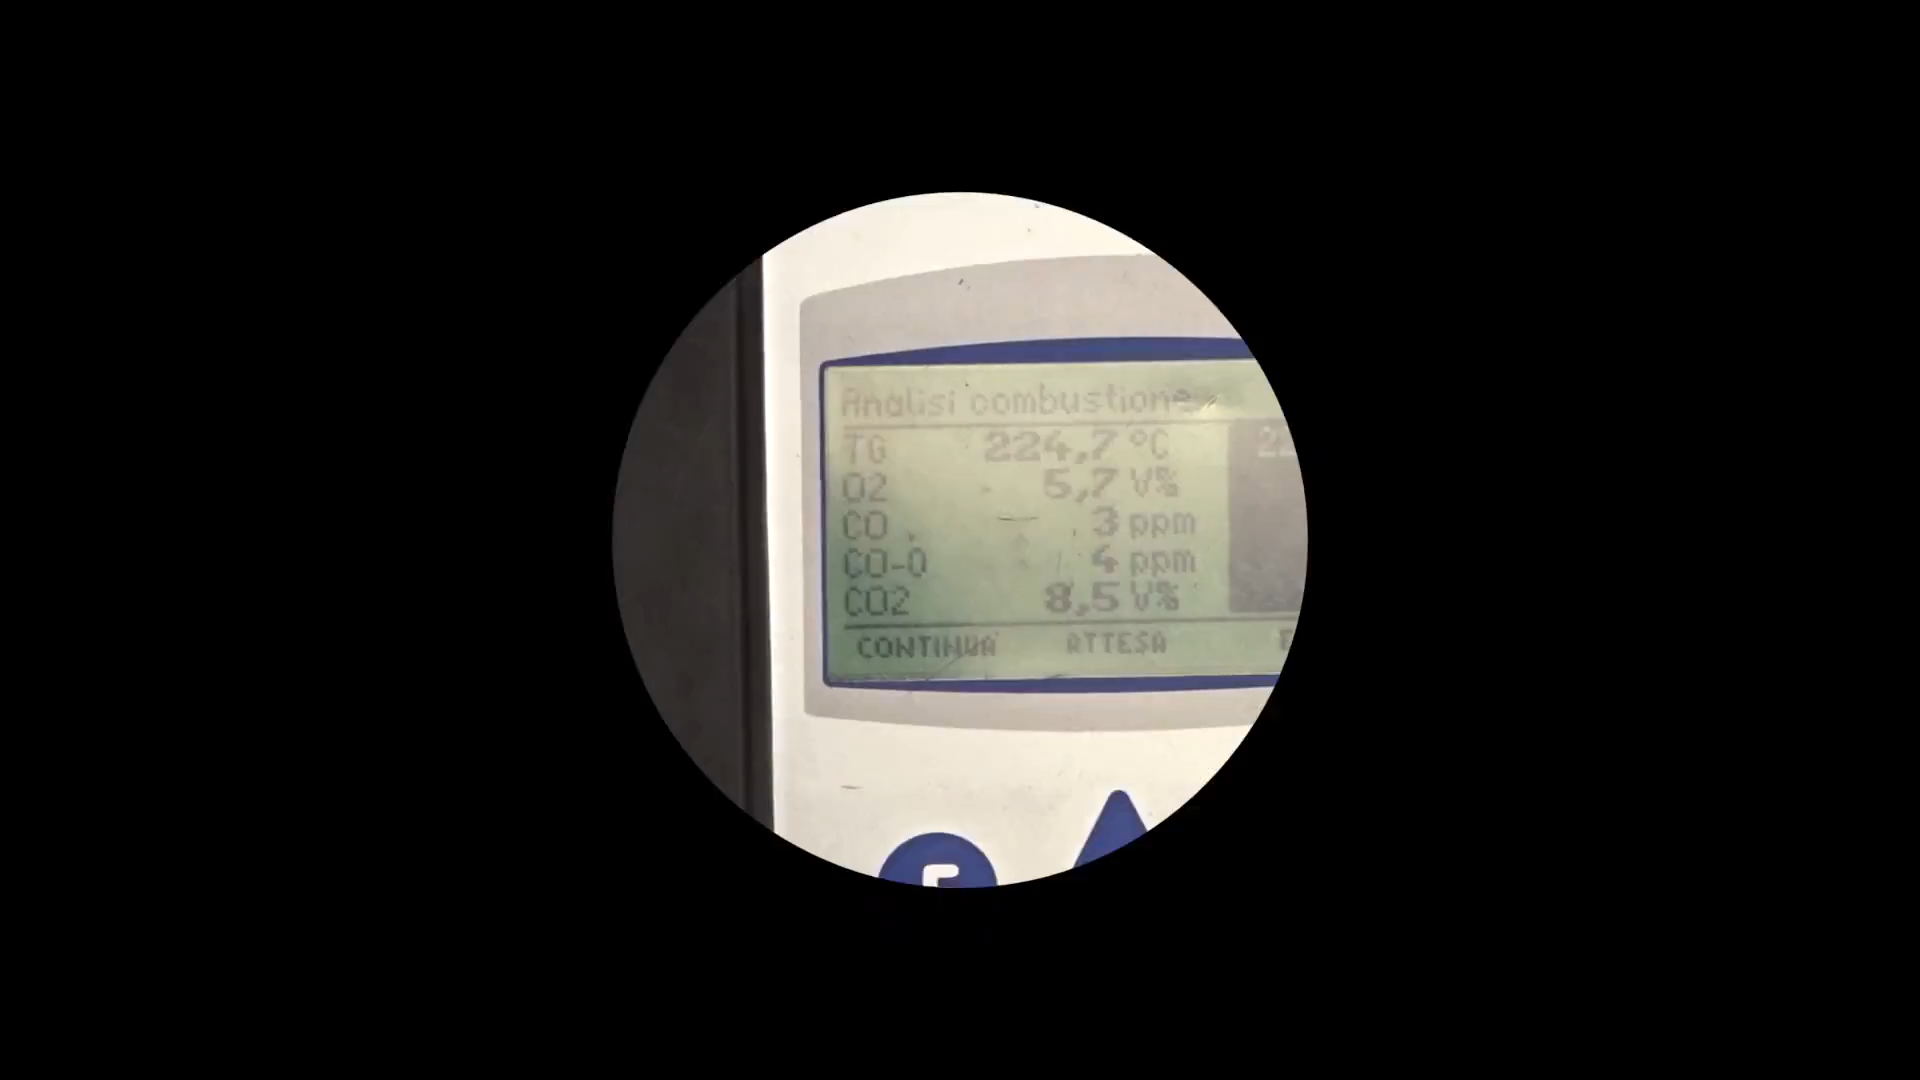 Analisi combustione
TG 224,7 °C
O2 5,7 V%
CO 3 ppm
CO-0 4 ppm
CO2 8,5 V%
CONTINUA ATTESA